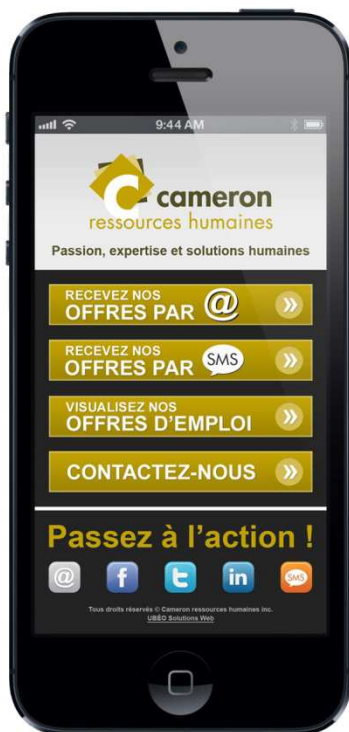 9:44 AM
c cameron
ressources humaines
Passion, expertise et solutions humaines
RECEVEZ NOS
OFFRES PAR @
RECEVEZ NOS
OFFRES PAR SMS
VISUALISEZ NOS
OFFRES D'EMPLOI
CONTACTEZ-NOUS
Passez à l'action !
@ f t in SMS
Tous droits réservés © Cameron ressources humaines inc.
UBÉO Solutions Web